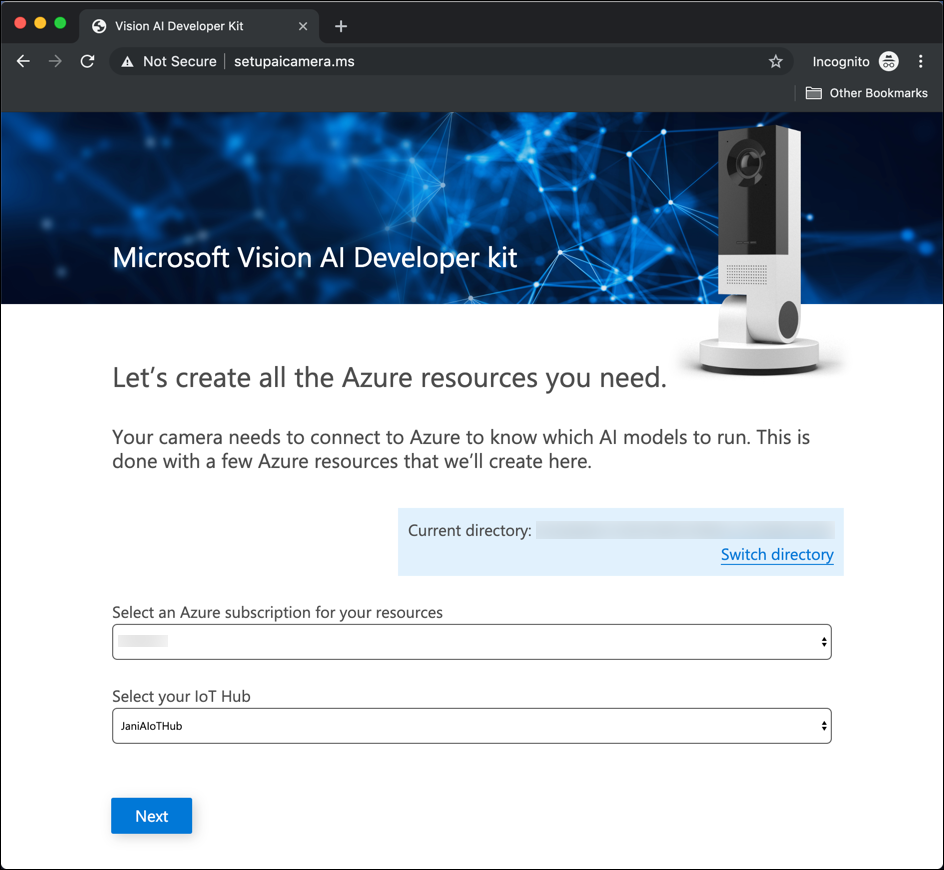 Vision AI Developer Kit
Not Secure setupaicamera.ms
Incognito
Other Bookmarks
Microsoft Vision AI Developer kit
Let’s create all the Azure resources you need.
Your camera needs to connect to Azure to know which AI models to run. This is
done with a few Azure resources that we’ll create here.
Current directory:
Switch directory
Select an Azure subscription for your resources
Select your IoT Hub
JaniAIoTHub
Next